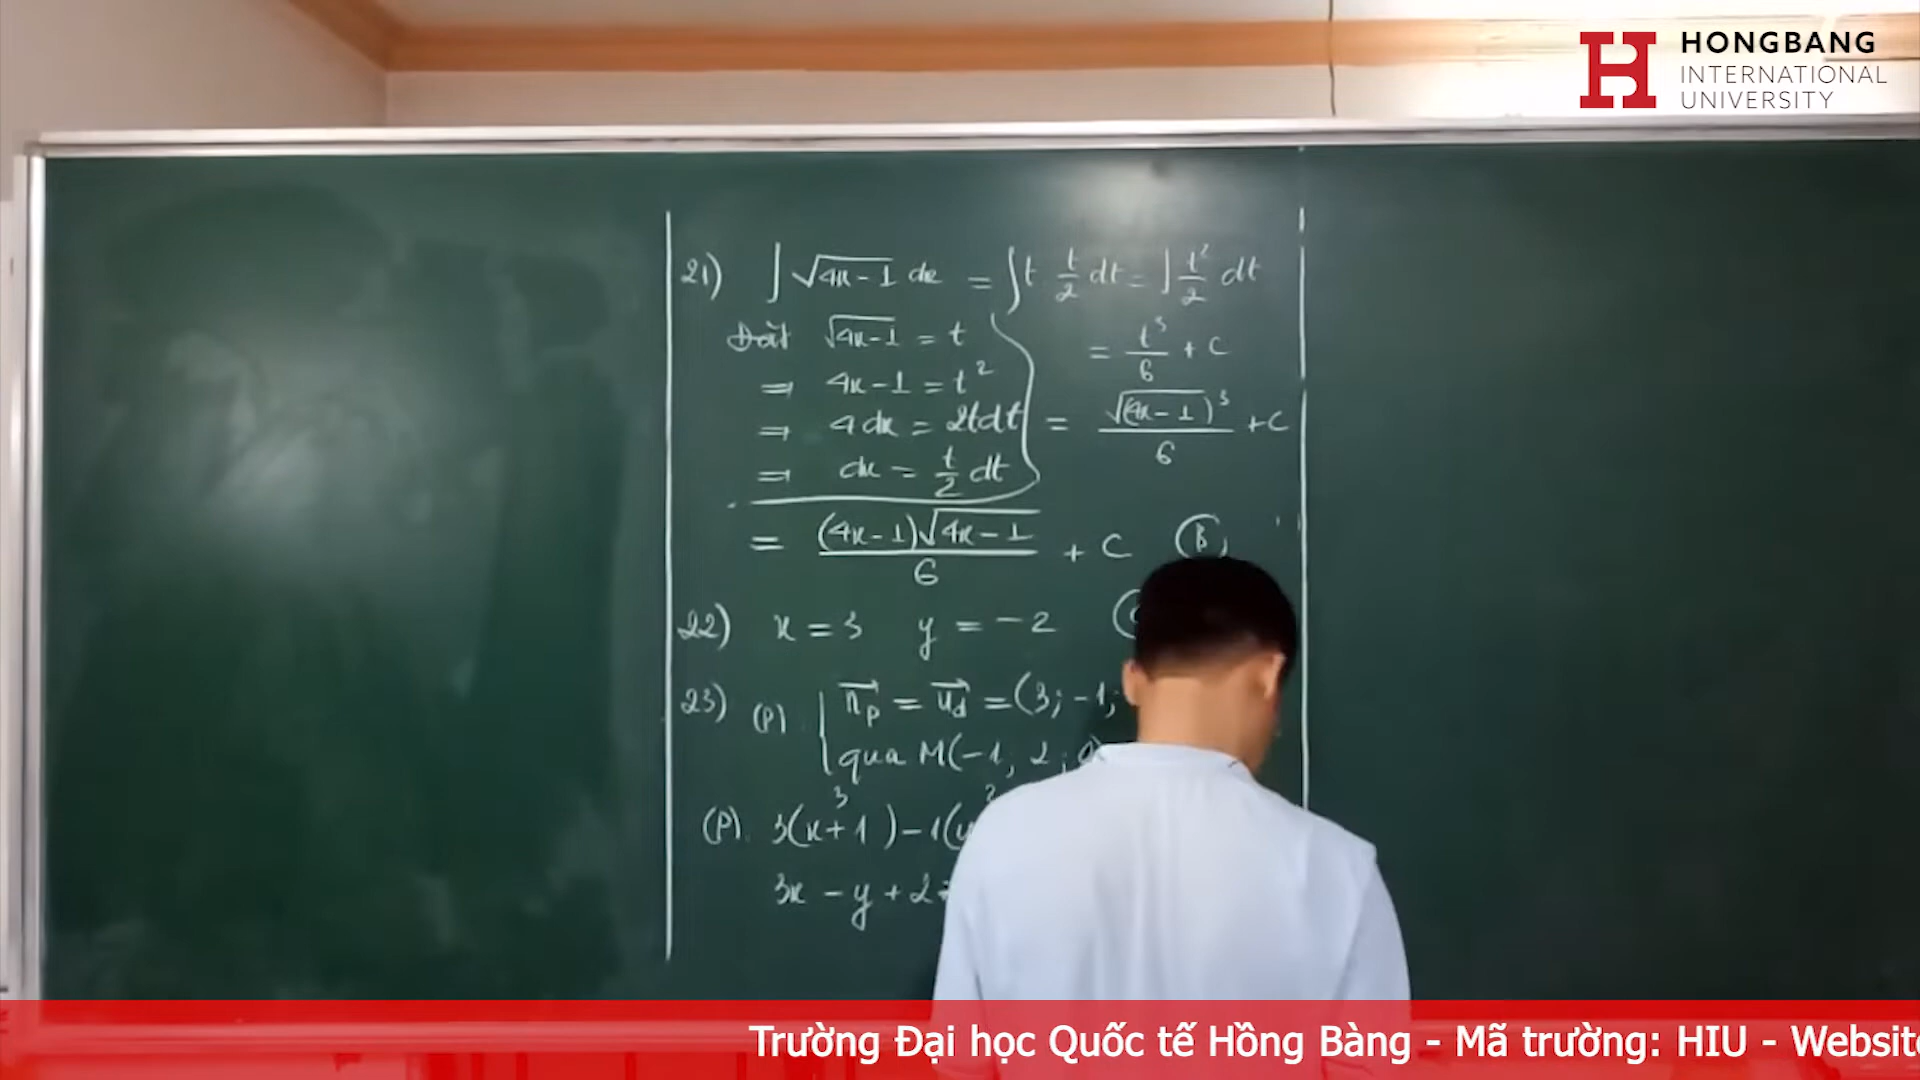 HONGBANG
INTERNATIONAL
UNIVERSITY
21) ∫ √(4x-1) dx = ∫ t t/2 dt = ∫ t²/2 dt
Đặt √(4x-1) = t
= t³/6 + C
⇒ 4x-1 = t²
⇒ 4dx = 2tdt
= √(4x-1)³/6 + C
⇒ dx = t/2 dt
= (4x-1)√(4x-1)/6 + C (B)
22) x = 3 y = -2
23) (P) { n⃗p = u⃗d = (3; -1;
qua M(-1; 2; 0)
(P). 3(x+1) - 1(y
3x - y + 2z
Trường Đại học Quốc tế Hồng Bàng - Mã trường: HIU - Website